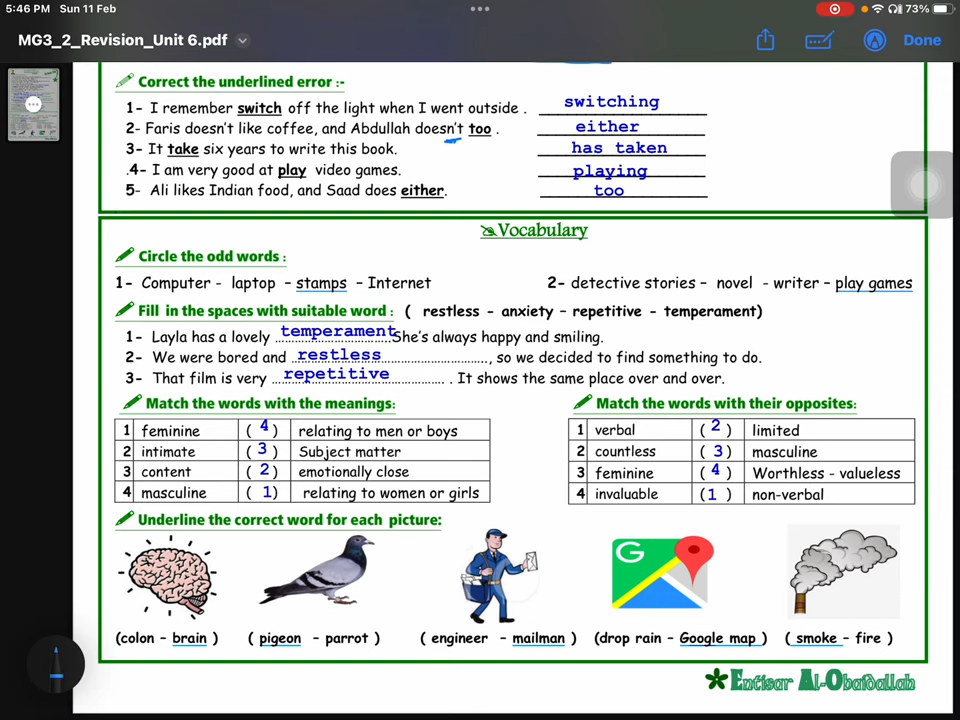 5:46 PM Sun 11 Feb 73%
MG3_2_Revision_Unit 6.pdf Done
Correct the underlined error :-
1- I remember switch off the light when I went outside . switching
2- Faris doesn't like coffee, and Abdullah doesn't too . either
3- It take six years to write this book. has taken
.4- I am very good at play video games. playing
5- Ali likes Indian food, and Saad does either. too
Vocabulary
Circle the odd words :
1- Computer - laptop – stamps – Internet 2- detective stories – novel - writer – play games
Fill in the spaces with suitable word : ( restless - anxiety – repetitive - temperament)
1- Layla has a lovely temperament She's always happy and smiling.
2- We were bored and restless , so we decided to find something to do.
3- That film is very repetitive . It shows the same place over and over.
Match the words with the meanings: Match the words with their opposites:
1 feminine ( 4 ) relating to men or boys 1 verbal ( 2 ) limited
2 intimate ( 3 ) Subject matter 2 countless ( 3 ) masculine
3 content ( 2 ) emotionally close 3 feminine ( 4 ) Worthless - valueless
4 masculine ( 1 ) relating to women or girls 4 invaluable ( 1 ) non-verbal
Underline the correct word for each picture:
G
(colon – brain ) ( pigeon – parrot ) ( engineer – mailman ) (drop rain – Google map ) ( smoke – fire )
Entisar Al-Obaidallah